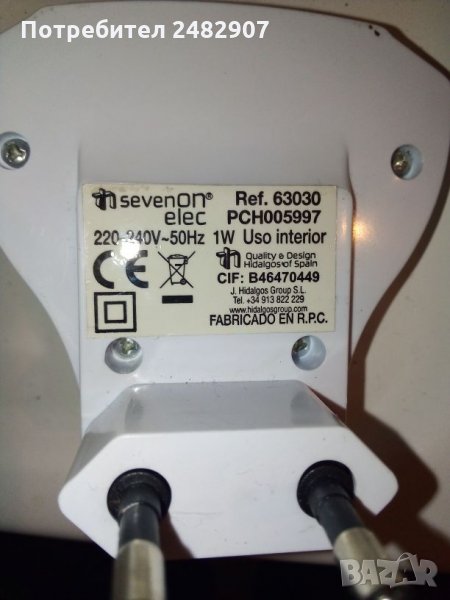 Потребител 2482907
sevenON® Ref. 63030
elec PCH005997
220-240V~50Hz 1W Uso interior
Quality & Design
Hidalgos of Spain
CE
CIF: B46470449
J. Hidalgos Group S.L.
Tel. +34 913 822 229
www.hidalgosgroup.com
FABRICADO EN R.P.C.
BAZAR